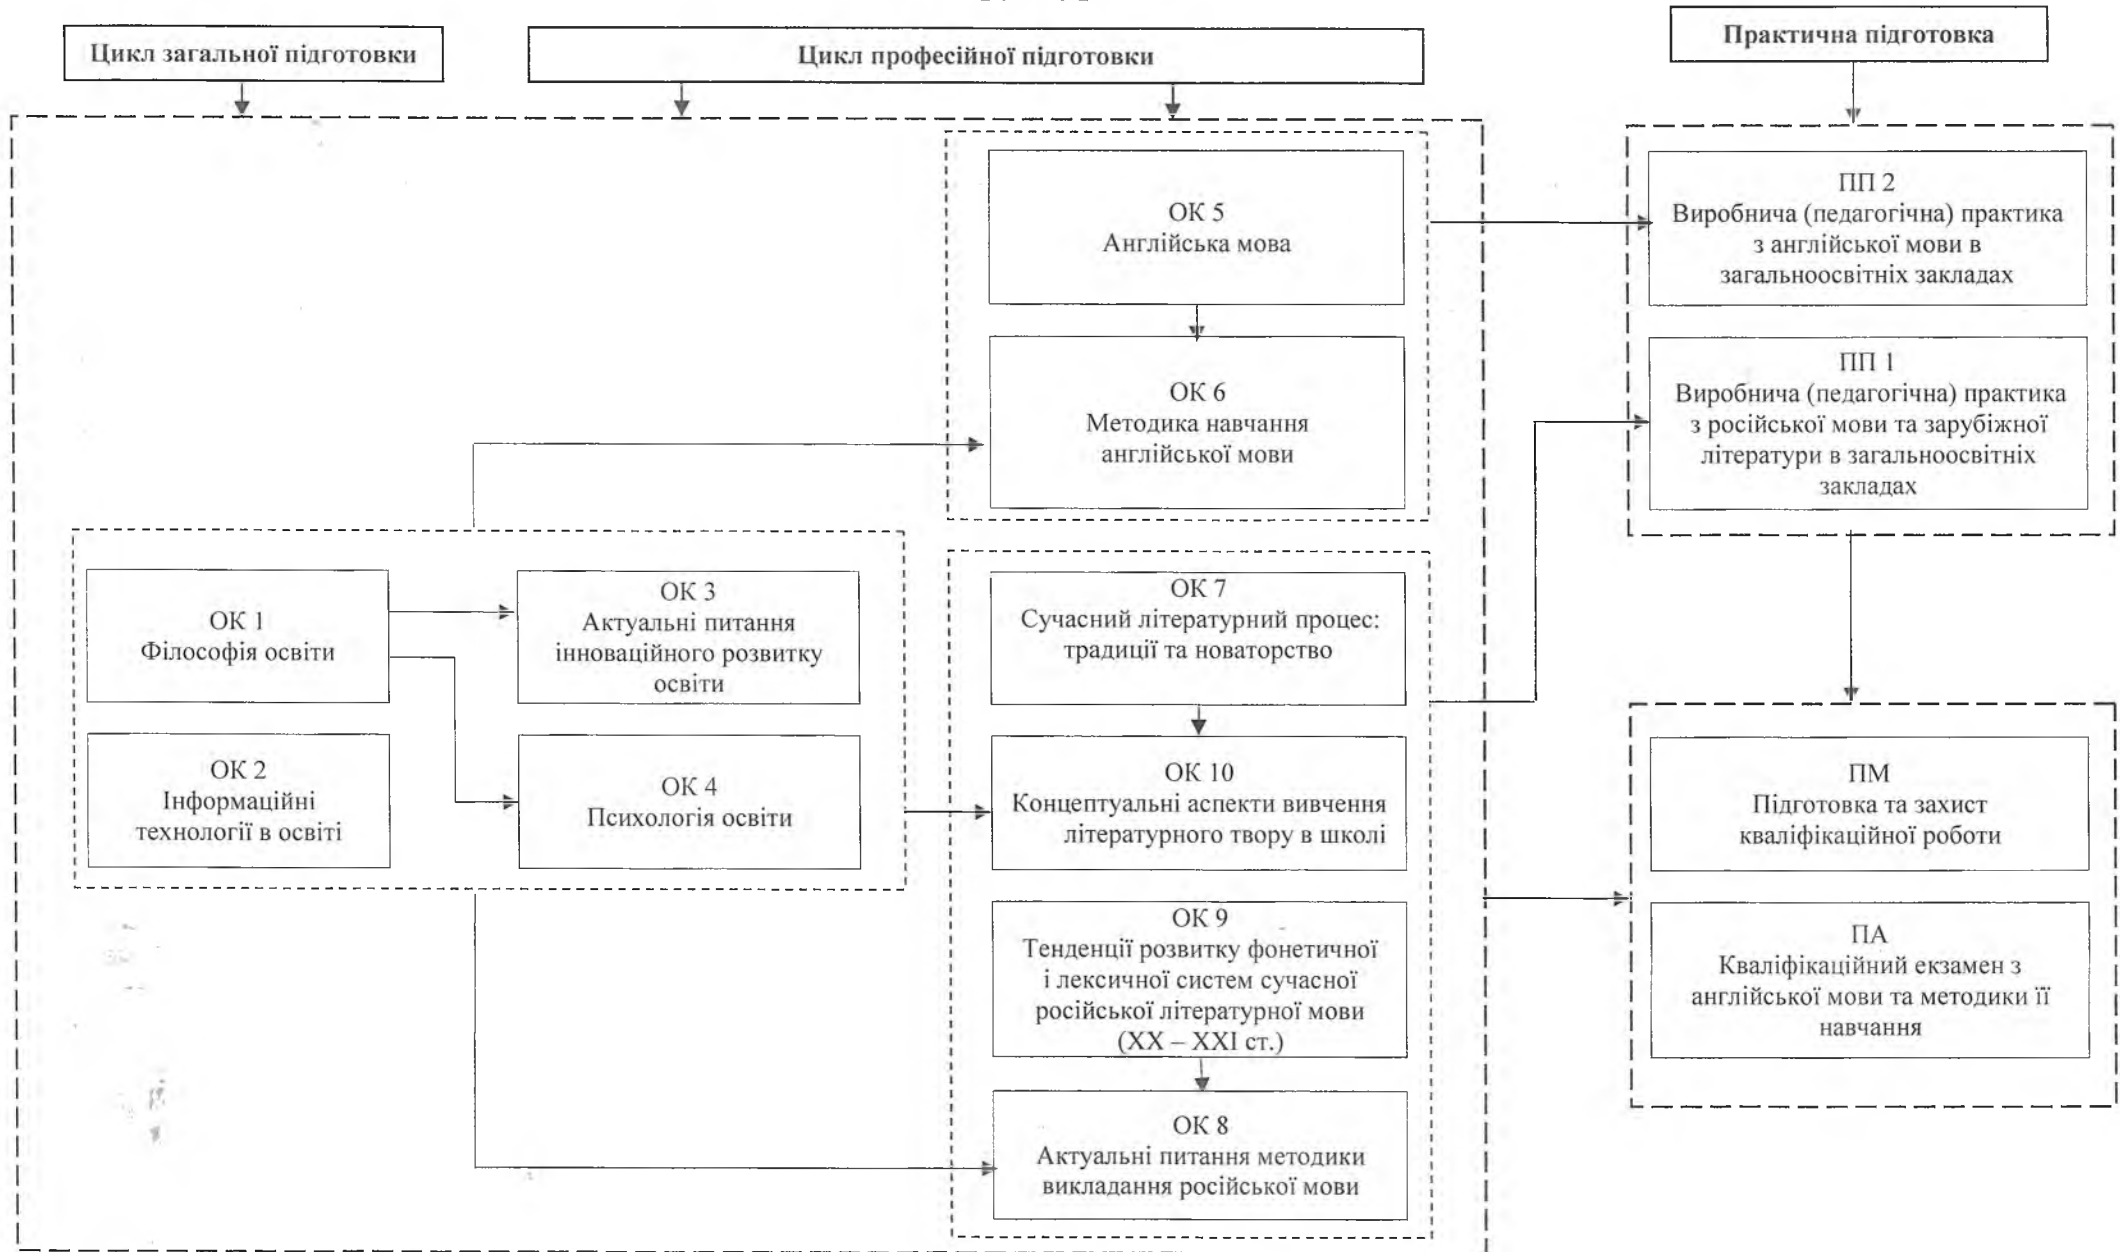 Цикл загальної підготовки
Цикл професійної підготовки
Практична підготовка
ОК 5
Англійська мова
ОК 6
Методика навчання
англійської мови
ПП 2
Виробнича (педагогічна) практика
з англійської мови в
загальноосвітніх закладах
ПП 1
Виробнича (педагогічна) практика
з російської мови та зарубіжної
літератури в загальноосвітніх
закладах
ОК 1
Філософія освіти
ОК 3
Актуальні питання
інноваційного розвитку
освіти
ОК 2
Інформаційні
технології в освіті
ОК 4
Психологія освіти
ОК 7
Сучасний літературний процес:
традиції та новаторство
ОК 10
Концептуальні аспекти вивчення
літературного твору в школі
ОК 9
Тенденції розвитку фонетичної
і лексичної систем сучасної
російської літературної мови
(ХХ – ХХІ ст.)
ОК 8
Актуальні питання методики
викладання російської мови
ПМ
Підготовка та захист
кваліфікаційної роботи
ПА
Кваліфікаційний екзамен з
англійської мови та методики її
навчання